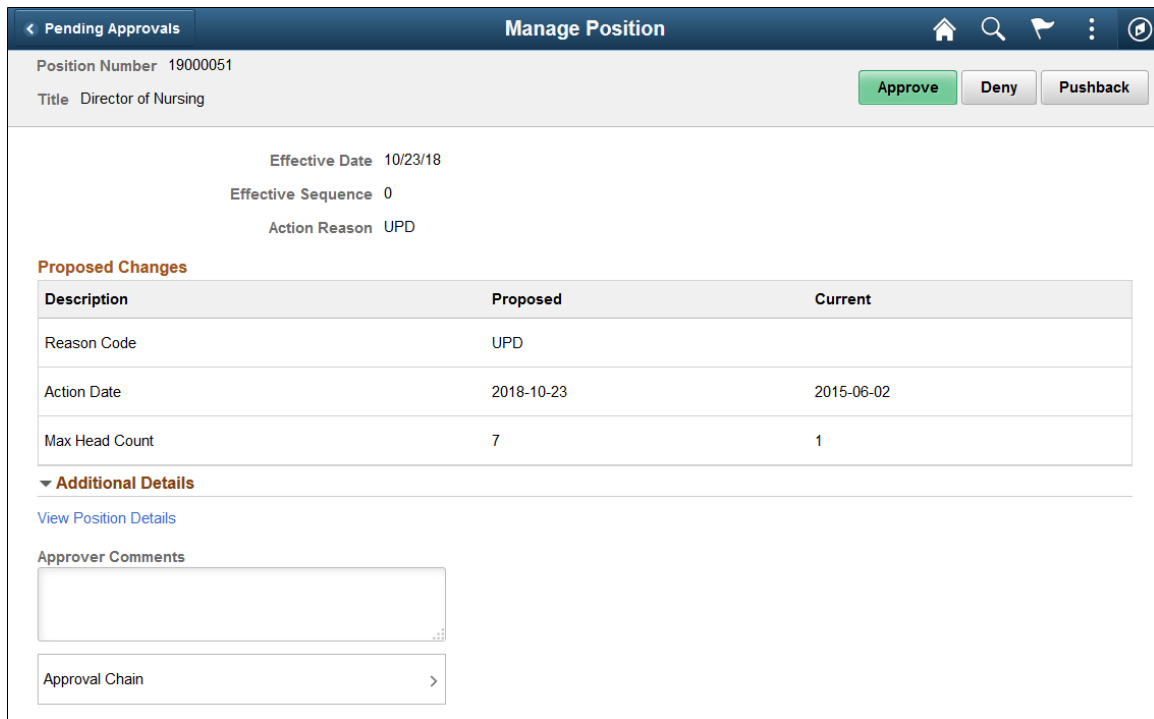 Pending Approvals Manage Position
Position Number 19000051
Title Director of Nursing
Approve Deny Pushback
Effective Date 10/23/18
Effective Sequence 0
Action Reason UPD
Proposed Changes
Description Proposed Current
Reason Code UPD
Action Date 2018-10-23 2015-06-02
Max Head Count 7 1
Additional Details
View Position Details
Approver Comments
Approval Chain